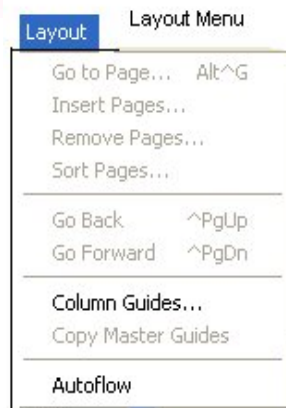 Layout Menu
Layout
Go to Page... Alt^G
Insert Pages...
Remove Pages...
Sort Pages...
Go Back ^PgUp
Go Forward ^PgDn
Column Guides...
Copy Master Guides
Autoflow